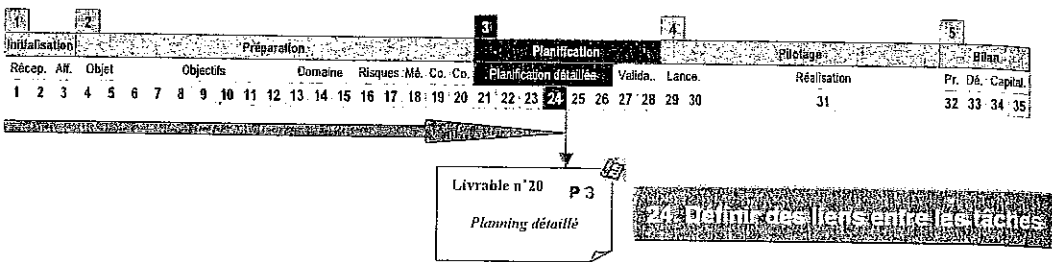 1 2 3 4 5
Initialisation Préparation Planification Pilotage Bilan
Récep. Aff. Objet Objectifs Domaine Risques Mé. Co. Co. Planification détaillée Valida.. Lance. Réalisation Pr. Dé. Capital.
1 2 3 4 5 6 7 8 9 10 11 12 13 14 15 16 17 18 19 20 21 22 23 24 25 26 27 28 29 30 31 32 33 34 35
Livrable n°20 P 3
Planning détaillé
24. Définir des liens entre les tâches